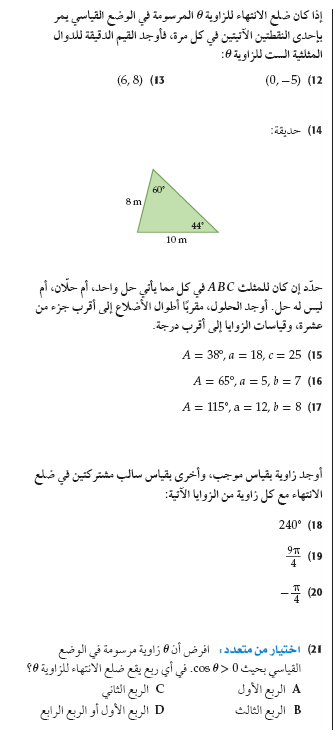 إذا كان ضلع الانتهاء للزاوية θ المرسومة في الوضع القياسي يمر
بإحدى النقطتين الآتيتين في كل مرة، فأوجد القيم الدقيقة للدوال
المثلثية الست للزاوية θ:
12) (0, −5)
13) (6, 8)
14) حديقة:
60°
8 m
44°
10 m
حدّد إن كان للمثلث ABC في كل مما يأتي حل واحد، أم حلّان، أم
ليس له حل. أوجد الحلول، مقربًا أطوال الأضلاع إلى أقرب جزء من
عشرة، وقياسات الزوايا إلى أقرب درجة.
15) A = 38°, a = 18, c = 25
16) A = 65°, a = 5, b = 7
17) A = 115°, a = 12, b = 8
أوجد زاوية بقياس موجب، وأخرى بقياس سالب مشتركتين في ضلع
الانتهاء مع كل زاوية من الزوايا الآتية:
18) 240°
19) 9π/4
20) −π/4
21) اختيار من متعدد: افرض أن θ زاوية مرسومة في الوضع
القياسي بحيث cos θ > 0. في أي ربع يقع ضلع الانتهاء للزاوية θ؟
A الربع الأول
C الربع الثاني
B الربع الثالث
D الربع الأول أو الربع الرابع